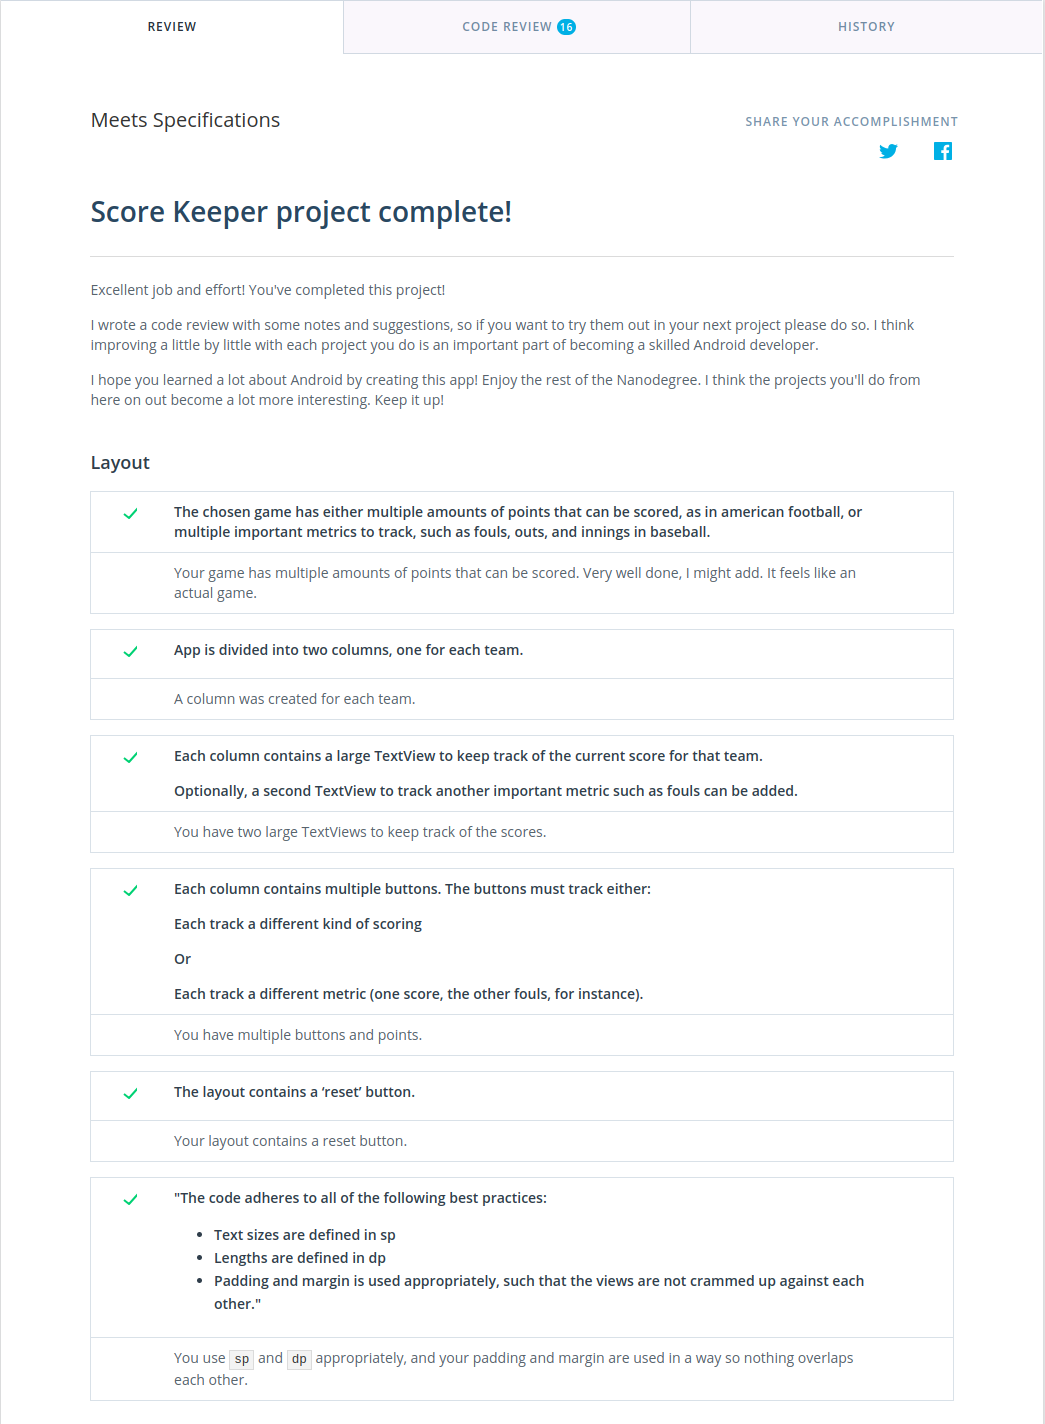 REVIEW
CODE REVIEW 16
HISTORY
Meets Specifications
SHARE YOUR ACCOMPLISHMENT
Score Keeper project complete!
Excellent job and effort! You've completed this project!
I wrote a code review with some notes and suggestions, so if you want to try them out in your next project please do so. I think
improving a little by little with each project you do is an important part of becoming a skilled Android developer.
I hope you learned a lot about Android by creating this app! Enjoy the rest of the Nanodegree. I think the projects you'll do from
here on out become a lot more interesting. Keep it up!
Layout
The chosen game has either multiple amounts of points that can be scored, as in american football, or
multiple important metrics to track, such as fouls, outs, and innings in baseball.
Your game has multiple amounts of points that can be scored. Very well done, I might add. It feels like an
actual game.
App is divided into two columns, one for each team.
A column was created for each team.
Each column contains a large TextView to keep track of the current score for that team.
Optionally, a second TextView to track another important metric such as fouls can be added.
You have two large TextViews to keep track of the scores.
Each column contains multiple buttons. The buttons must track either:
Each track a different kind of scoring
Or
Each track a different metric (one score, the other fouls, for instance).
You have multiple buttons and points.
The layout contains a ‘reset’ button.
Your layout contains a reset button.
"The code adheres to all of the following best practices:
• Text sizes are defined in sp
• Lengths are defined in dp
• Padding and margin is used appropriately, such that the views are not crammed up against each
other."
You use sp and dp appropriately, and your padding and margin are used in a way so nothing overlaps
each other.